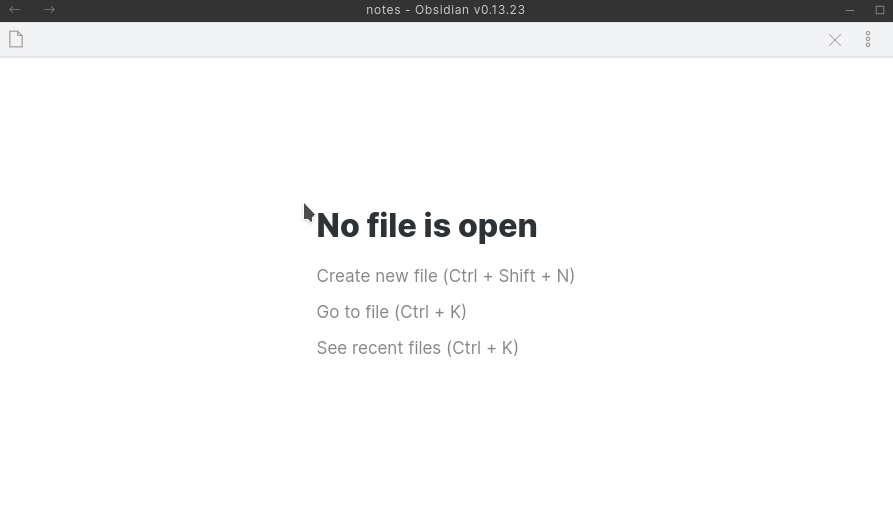 notes - Obsidian v0.13.23
No file is open
Create new file (Ctrl + Shift + N)
Go to file (Ctrl + K)
See recent files (Ctrl + K)